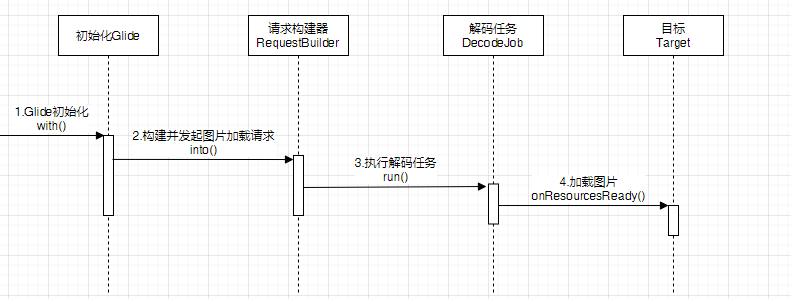 初始化Glide
请求构建器
RequestBuilder
解码任务
DecodeJob
目标
Target
1.Glide初始化
with()
2.构建并发起图片加载请求
into()
3.执行解码任务
run()
4.加载图片
onResourcesReady()